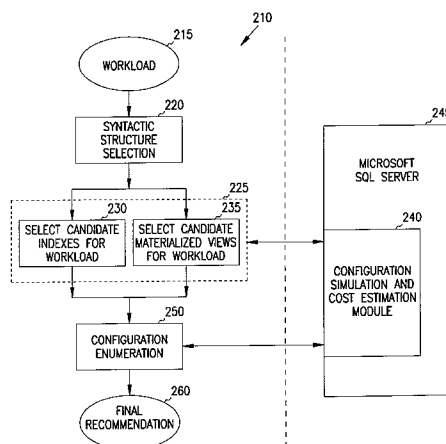 210
215
WORKLOAD
220
SYNTACTIC
STRUCTURE
SELECTION
225
230
SELECT CANDIDATE
INDEXES FOR
WORKLOAD
235
SELECT CANDIDATE
MATERIALIZED VIEWS
FOR WORKLOAD
245
MICROSOFT
SQL SERVER
240
CONFIGURATION
SIMULATION AND
COST ESTIMATION
MODULE
250
CONFIGURATION
ENUMERATION
260
FINAL
RECOMMENDATION